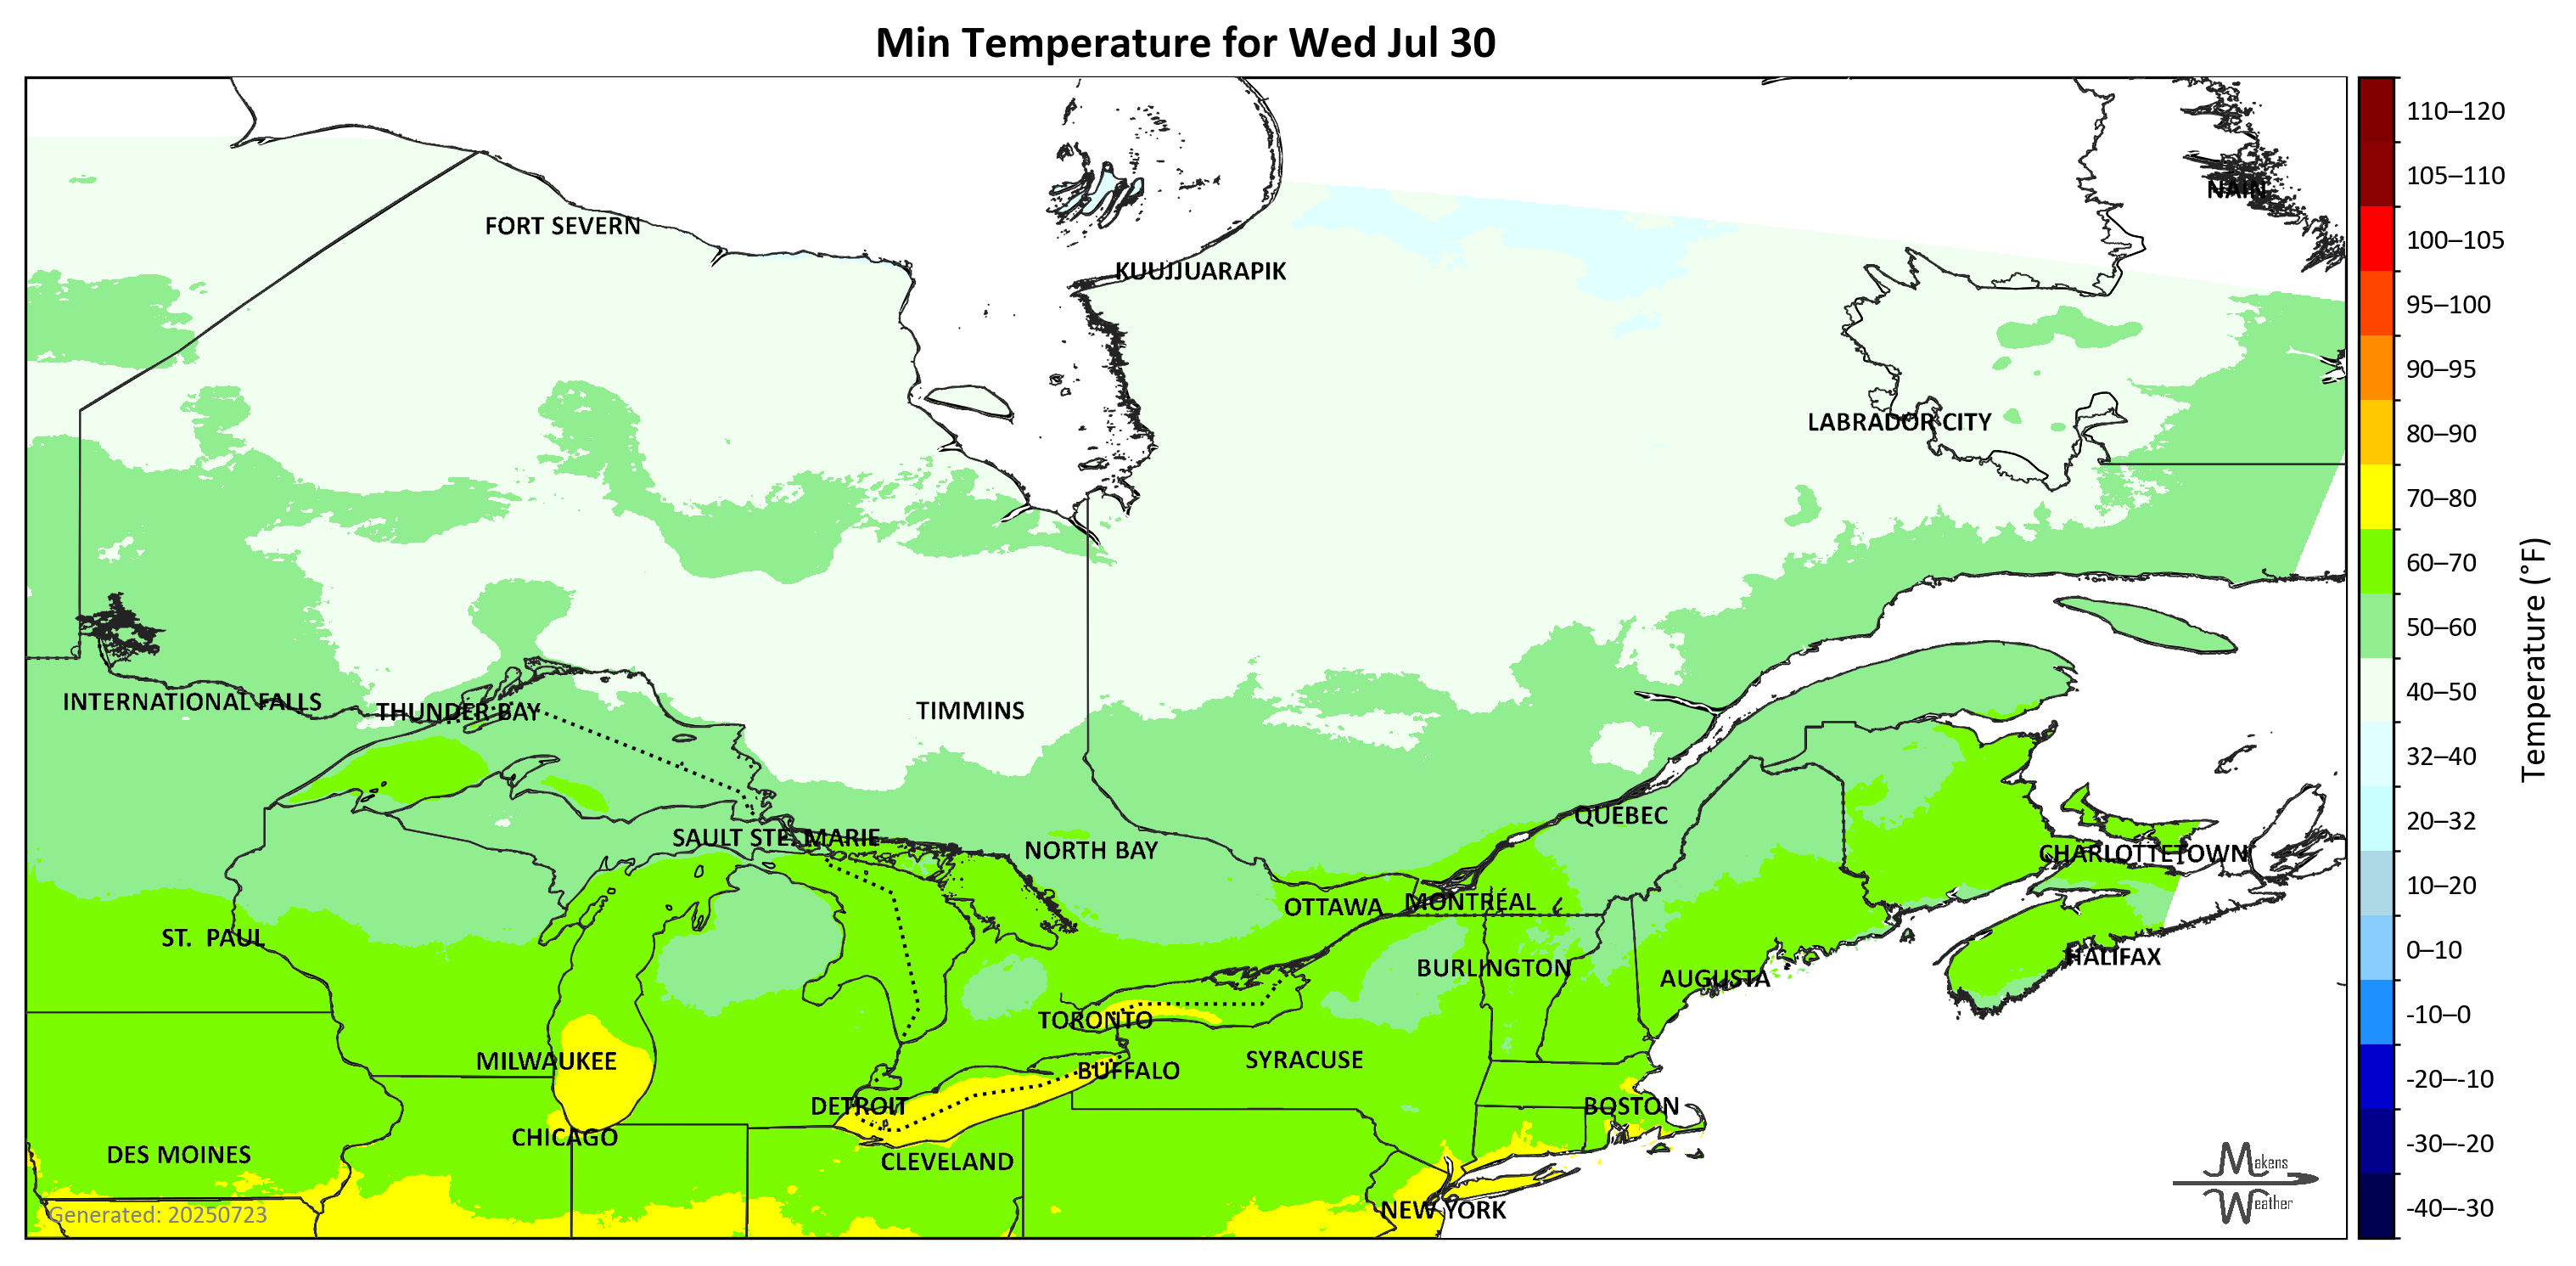 Min Temperature for Wed Jul 30
NAIN
FORT SEVERN
KUUJJUARAPIK
LABRADOR CITY
INTERNATIONAL FALLS
THUNDER BAY
TIMMINS
QUÉBEC
SAULT STE. MARIE
NORTH BAY
CHARLOTTETOWN
OTTAWA
MONTRÉAL
ST. PAUL
HALIFAX
BURLINGTON
AUGUSTA
TORONTO
MILWAUKEE
SYRACUSE
BUFFALO
DETROIT
BOSTON
CHICAGO
DES MOINES
CLEVELAND
NEW YORK
Generated: 20250723
Makens
Weather
110–120
105–110
100–105
95–100
90–95
80–90
70–80
60–70
50–60
40–50
32–40
20–32
10–20
0–10
-10–0
-20–-10
-30–-20
-40–-30
Temperature (°F)